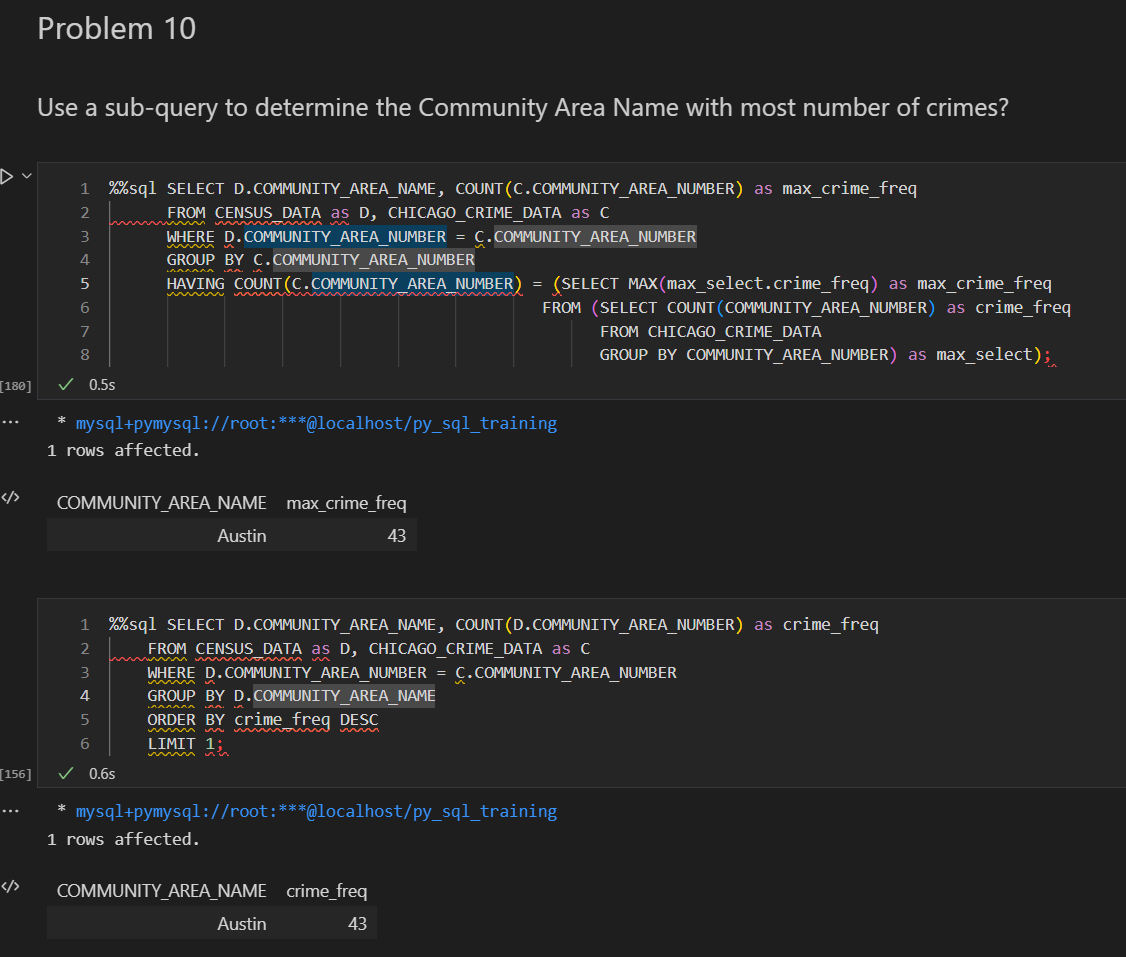 Problem 10
Use a sub-query to determine the Community Area Name with most number of crimes?
1 %%sql SELECT D.COMMUNITY_AREA_NAME, COUNT(C.COMMUNITY_AREA_NUMBER) as max_crime_freq
2 FROM CENSUS_DATA as D, CHICAGO_CRIME_DATA as C
3 WHERE D.COMMUNITY_AREA_NUMBER = C.COMMUNITY_AREA_NUMBER
4 GROUP BY C.COMMUNITY_AREA_NUMBER
5 HAVING COUNT(C.COMMUNITY_AREA_NUMBER) = (SELECT MAX(max_select.crime_freq) as max_crime_freq
6 FROM (SELECT COUNT(COMMUNITY_AREA_NUMBER) as crime_freq
7 FROM CHICAGO_CRIME_DATA
8 GROUP BY COMMUNITY_AREA_NUMBER) as max_select);
[180] 0.5s
* mysql+pymysql://root:***@localhost/py_sql_training
1 rows affected.
COMMUNITY_AREA_NAME max_crime_freq
Austin 43
1 %%sql SELECT D.COMMUNITY_AREA_NAME, COUNT(D.COMMUNITY_AREA_NUMBER) as crime_freq
2 FROM CENSUS_DATA as D, CHICAGO_CRIME_DATA as C
3 WHERE D.COMMUNITY_AREA_NUMBER = C.COMMUNITY_AREA_NUMBER
4 GROUP BY D.COMMUNITY_AREA_NAME
5 ORDER BY crime_freq DESC
6 LIMIT 1;
[156] 0.6s
* mysql+pymysql://root:***@localhost/py_sql_training
1 rows affected.
COMMUNITY_AREA_NAME crime_freq
Austin 43